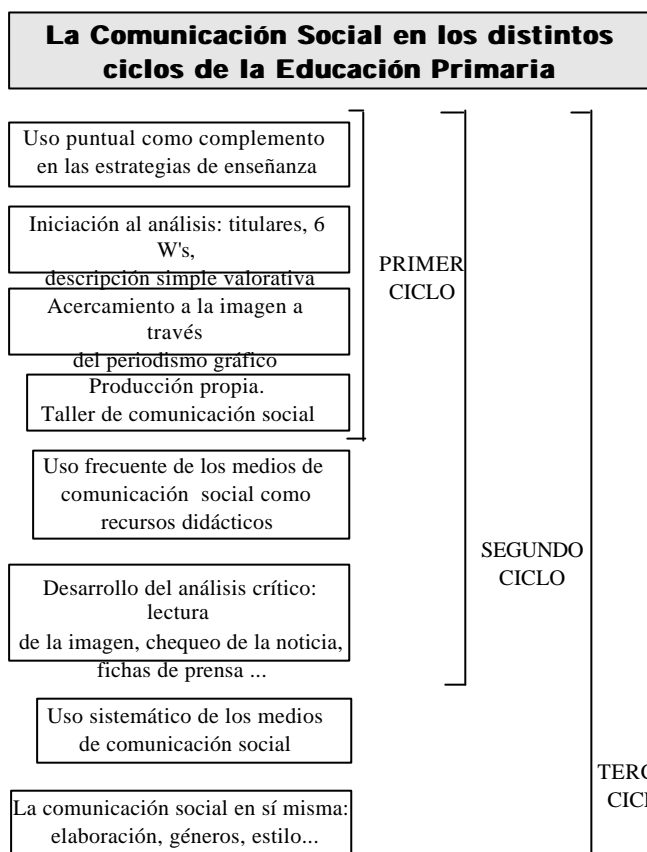 La Comunicación Social en los distintos
ciclos de la Educación Primaria
Uso puntual como complemento
en las estrategias de enseñanza
Iniciación al análisis: titulares, 6
W's,
descripción simple valorativa
Acercamiento a la imagen a
través
del periodismo gráfico
Producción propia.
Taller de comunicación social
PRIMER
CICLO
Uso frecuente de los medios de
comunicación social como
recursos didácticos
Desarrollo del análisis crítico:
lectura
de la imagen, chequeo de la noticia,
fichas de prensa ...
SEGUNDO
CICLO
Uso sistemático de los medios
de comunicación social
La comunicación social en sí misma:
elaboración, géneros, estilo...